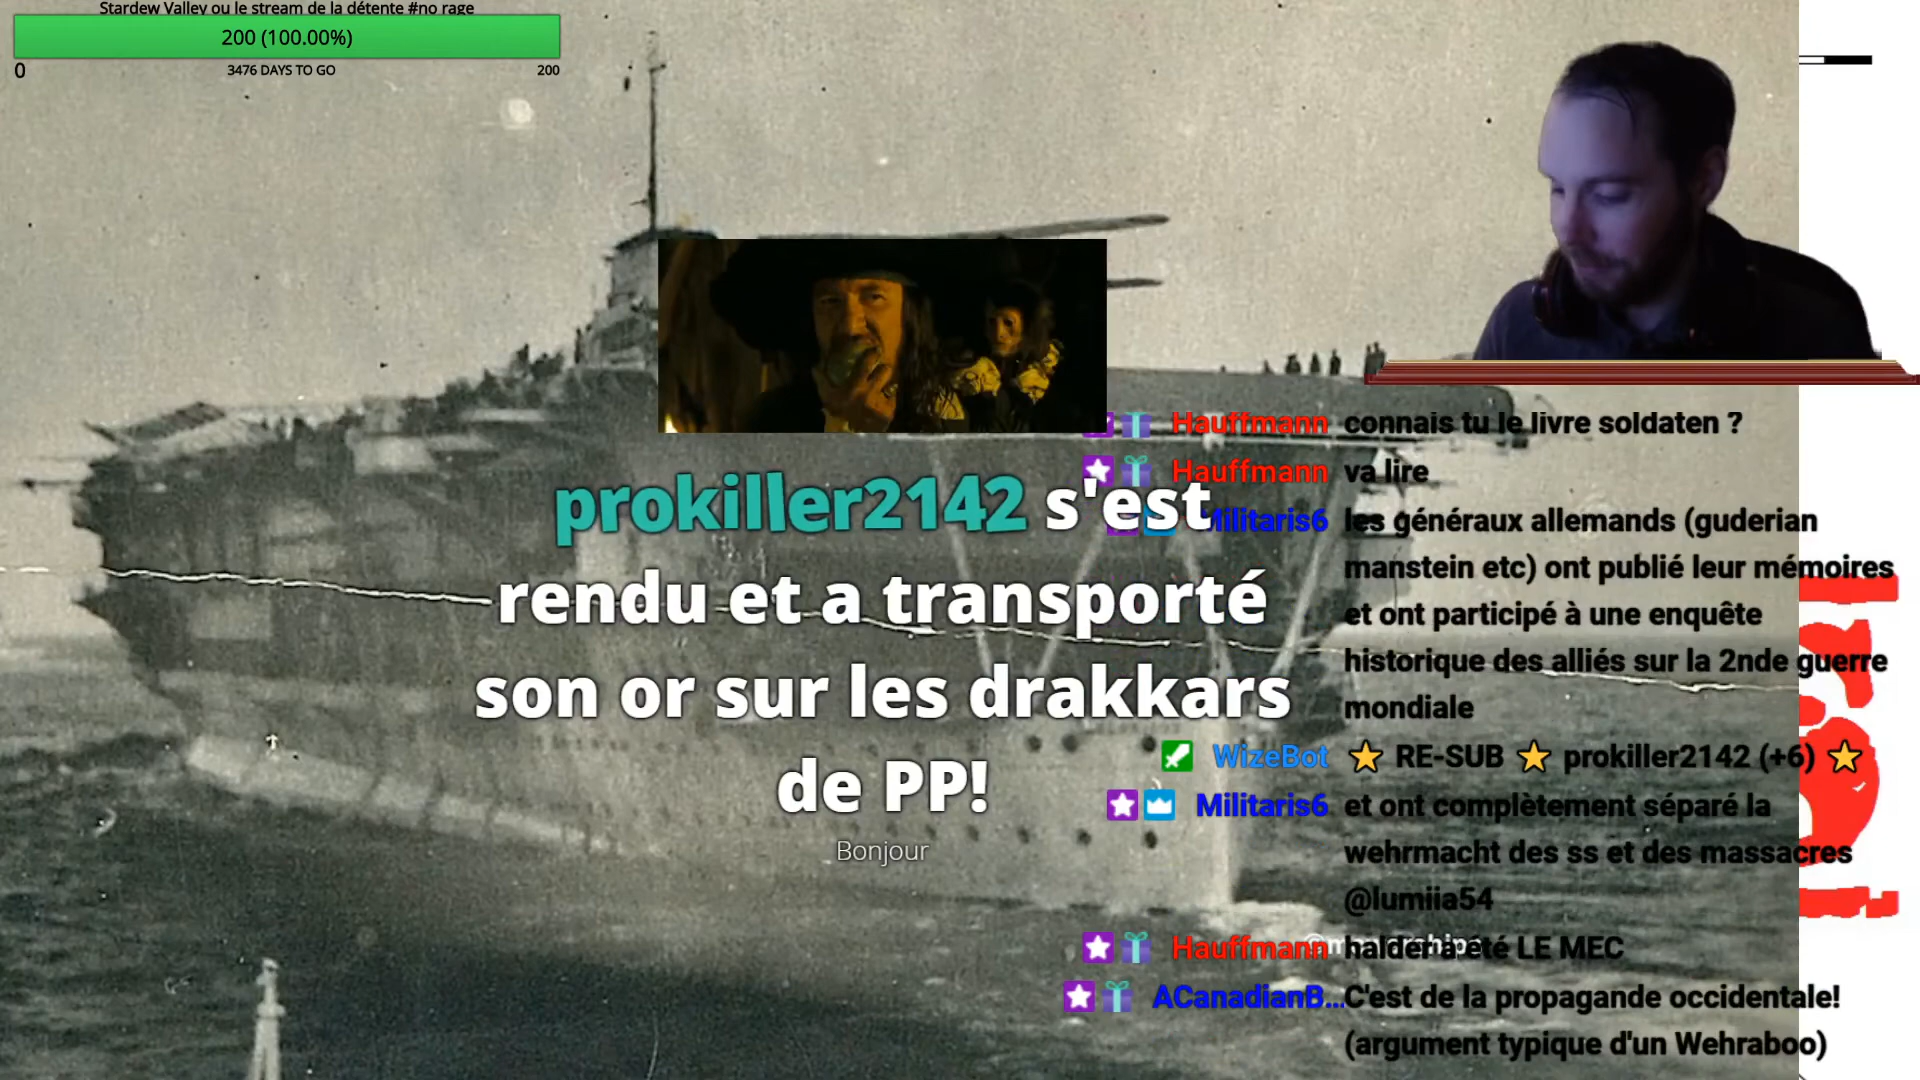 Stardew Valley ou le stream de la détente #no rage
200 (100.00%)
0 3476 DAYS TO GO 200
prokiller2142 s'est
rendu et a transporté
son or sur les drakkars
de PP!
Bonjour
Hauffmann connais tu le livre soldaten ?
Hauffmann va lire
Militaris6 les généraux allemands (guderian
manstein etc) ont publié leur mémoires
et ont participé à une enquête
historique des alliés sur la 2nde guerre
mondiale
WizeBot ⭐ RE-SUB ⭐ prokiller2142 (+6) ⭐
Militaris6 et ont complètement séparé la
wehrmacht des ss et des massacres
@lumiia54
Hauffmann halder a été LE MEC
ACanadianB... C'est de la propagande occidentale!
(argument typique d'un Wehraboo)